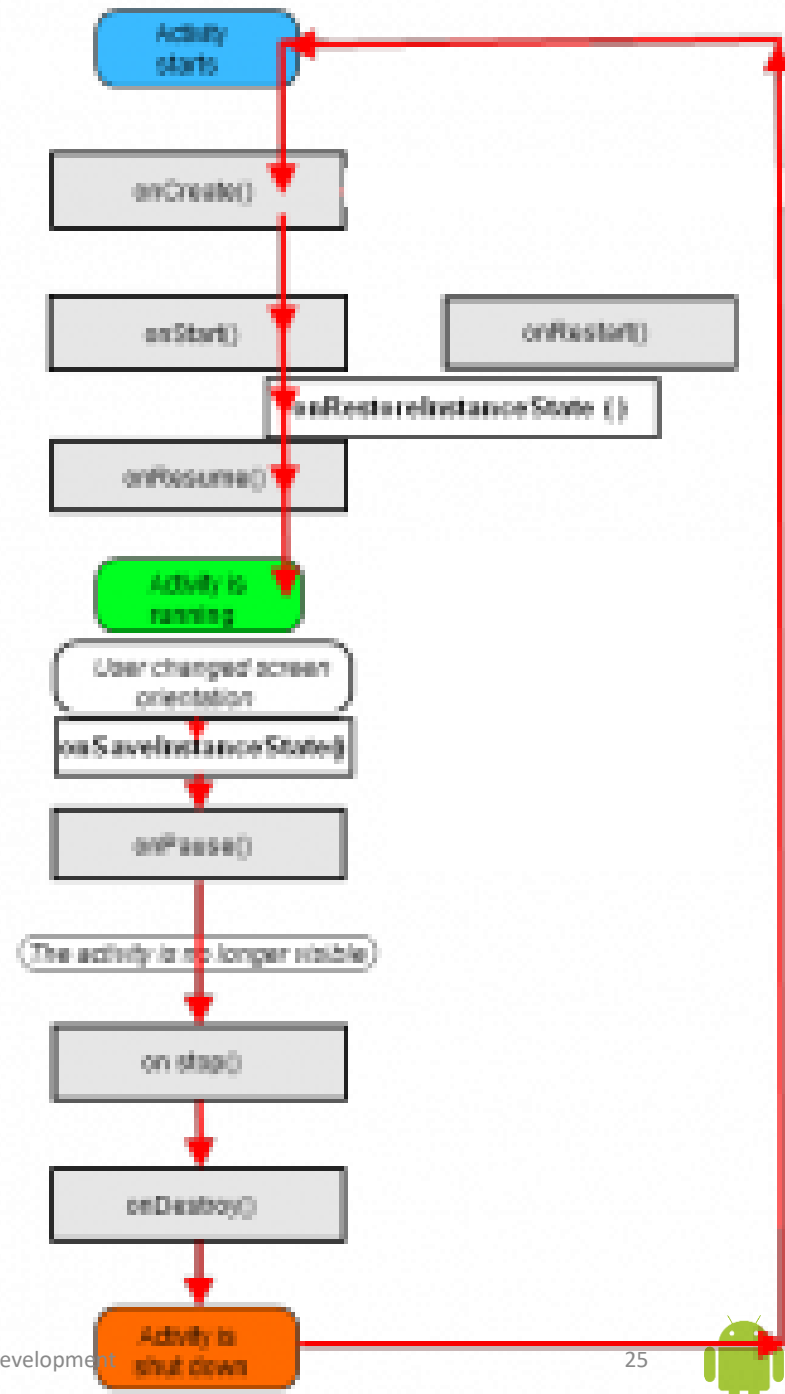 Activity
starts
onCreate()
onStart()
onRestart()
onRestoreInstanceState ()
onResume()
Activity is
running
User changed screen
orientation
onSaveInstanceState()
onPause()
The activity is no longer visible
on stop()
onDestroy()
Activity is
shut down
evelopment
25